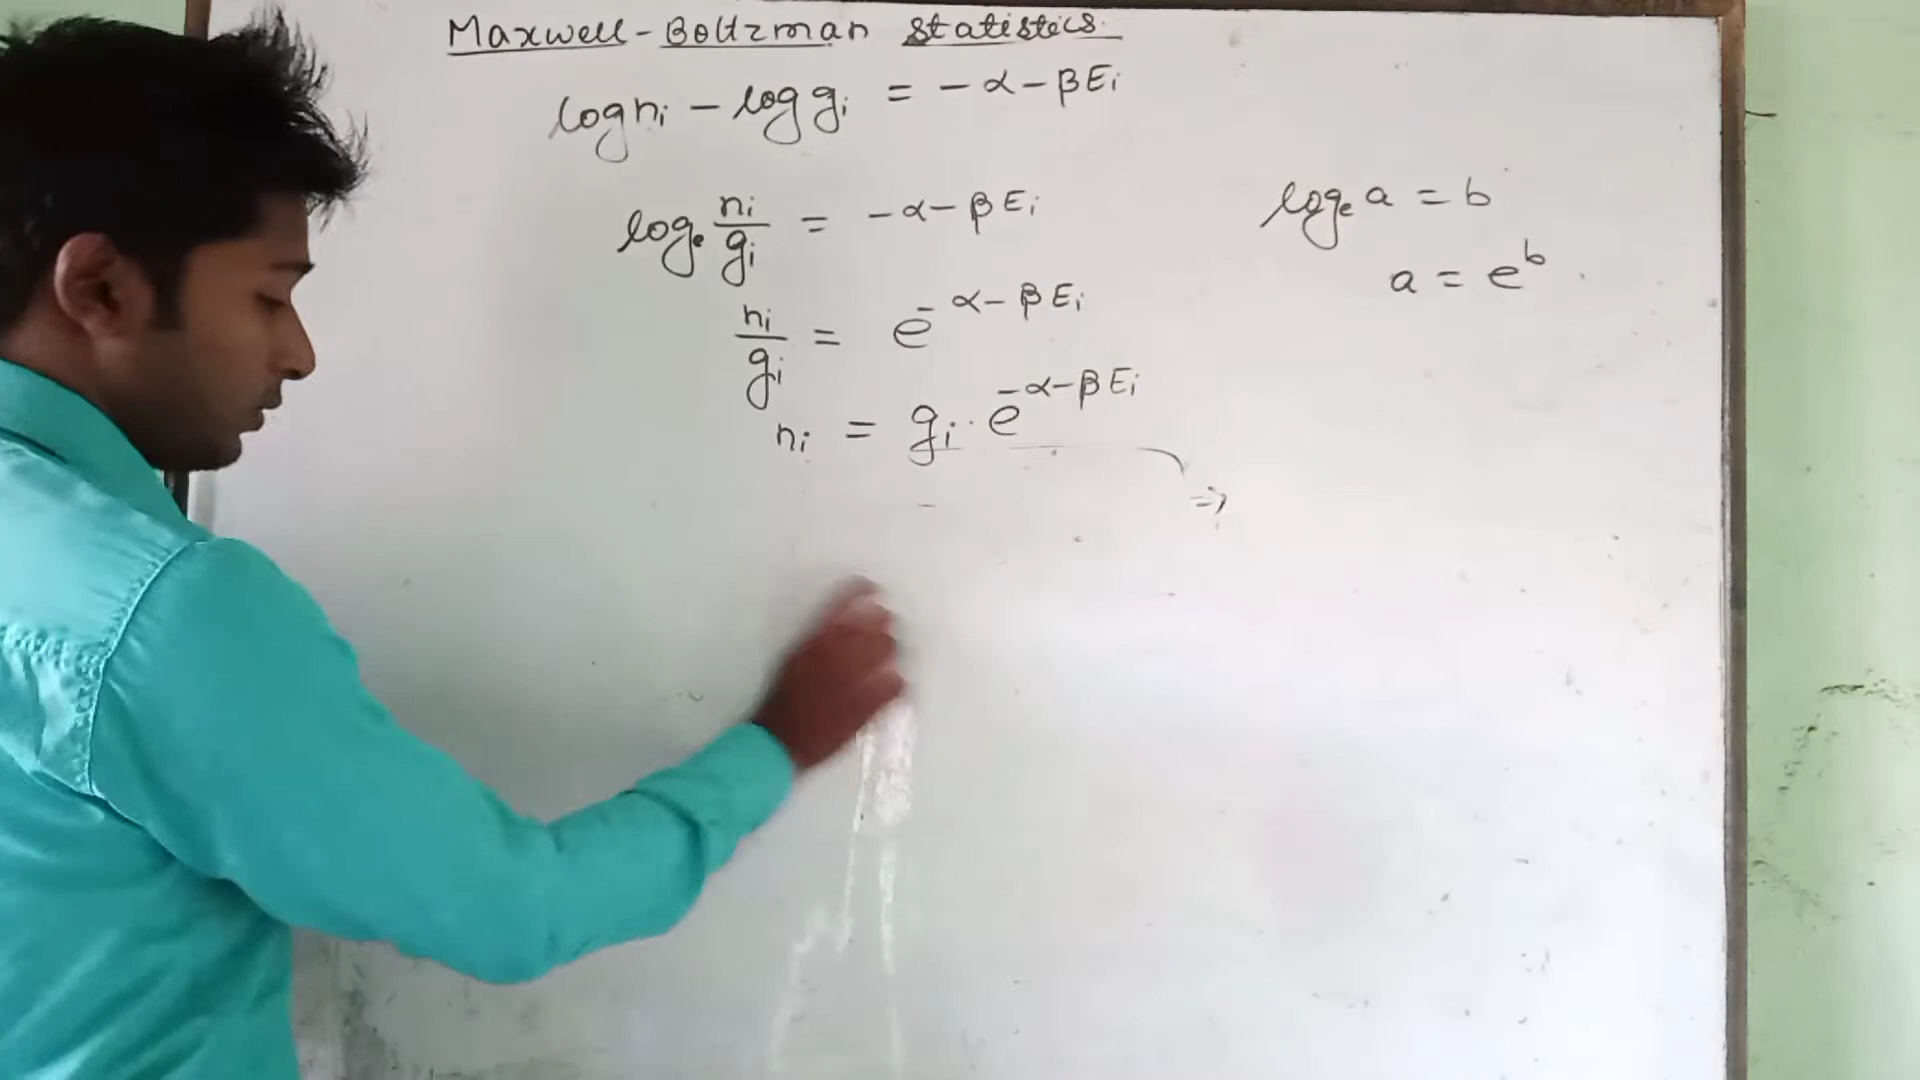 Maxwell-Boltzman Statistics.
log nᵢ - log gᵢ = - α - βEᵢ
logₑ nᵢ/gᵢ = - α - βEᵢ
nᵢ/gᵢ = e^(- α - βEᵢ)
nᵢ = gᵢ · e^(-α - βEᵢ)
⇒
logₑ a = b
a = e^b